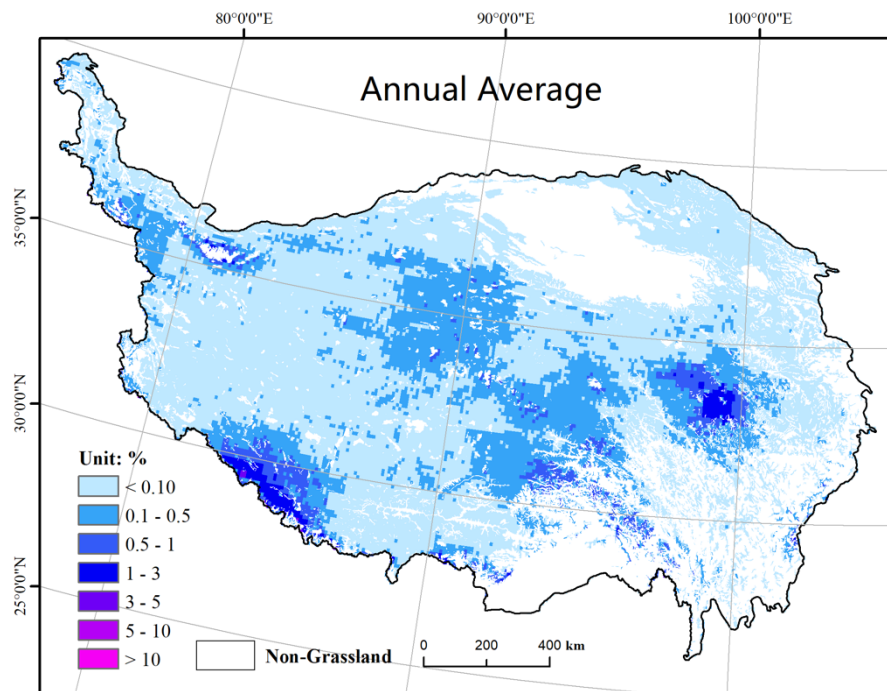 80°0'0"E 90°0'0"E 100°0'0"E
Annual Average
35°0'0"N
30°0'0"N
25°0'0"N
Unit: %
< 0.10
0.1 - 0.5
0.5 - 1
1 - 3
3 - 5
5 - 10
> 10
Non-Grassland
0 200 400 km